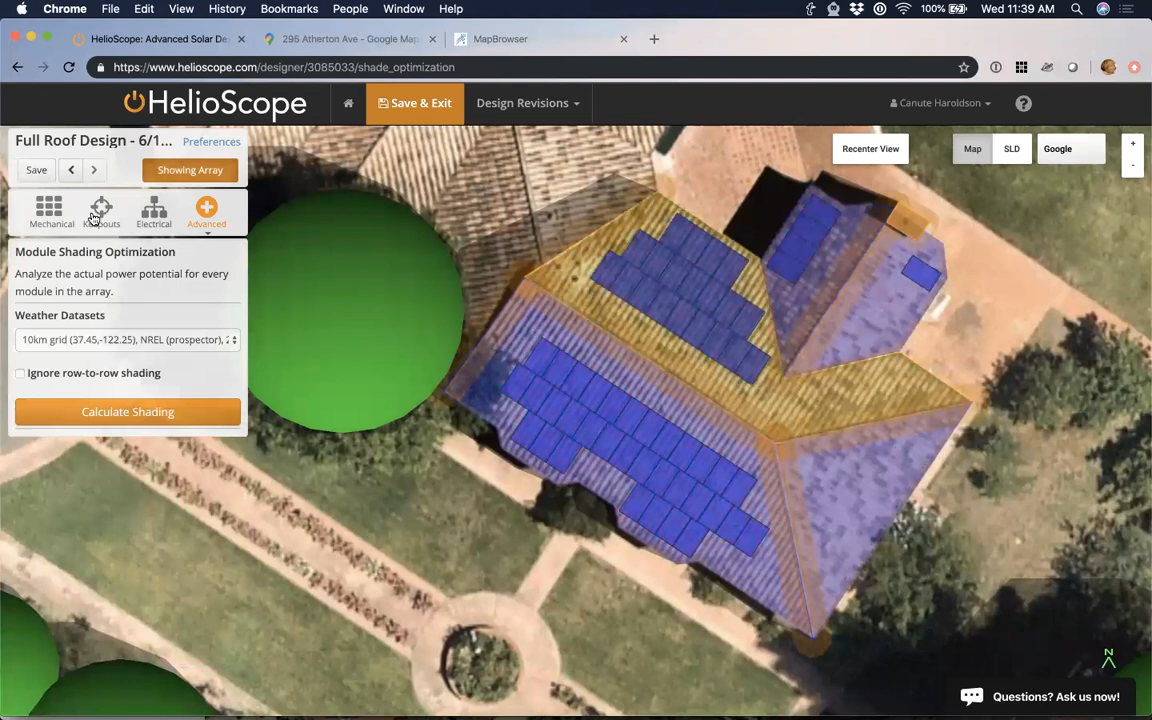 Chrome File Edit View History Bookmarks People Window Help 100% Wed 11:39 AM
HelioScope: Advanced Solar De 295 Atherton Ave - Google Map MapBrowser
https://www.helioscope.com/designer/3085033/shade_optimization
HelioScope Save & Exit Design Revisions Canute Haroldson
Full Roof Design - 6/1... Preferences
Save Showing Array
Recenter View Map SLD Google + -
Mechanical Keepouts Electrical Advanced
Module Shading Optimization
Analyze the actual power potential for every
module in the array.
Weather Datasets
10km grid (37.45,-122.25), NREL (prospector),
Ignore row-to-row shading
Calculate Shading
N
Questions? Ask us now!